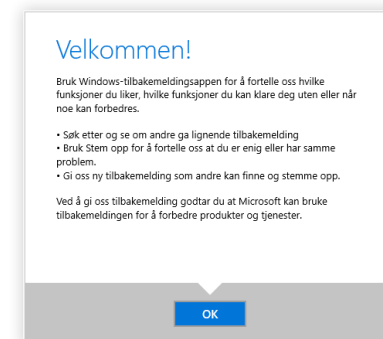 Velkommen!
Bruk Windows-tilbakemeldingsappen for å fortelle oss hvilke
funksjoner du liker, hvilke funksjoner du kan klare deg uten eller når
noe kan forbedres.
• Søk etter og se om andre ga lignende tilbakemelding
• Bruk Stem opp for å fortelle oss at du er enig eller har samme
problem.
• Gi oss ny tilbakemelding som andre kan finne og stemme opp.
Ved å gi oss tilbakemelding godtar du at Microsoft kan bruke
tilbakemeldingen for å forbedre produkter og tjenester.
OK